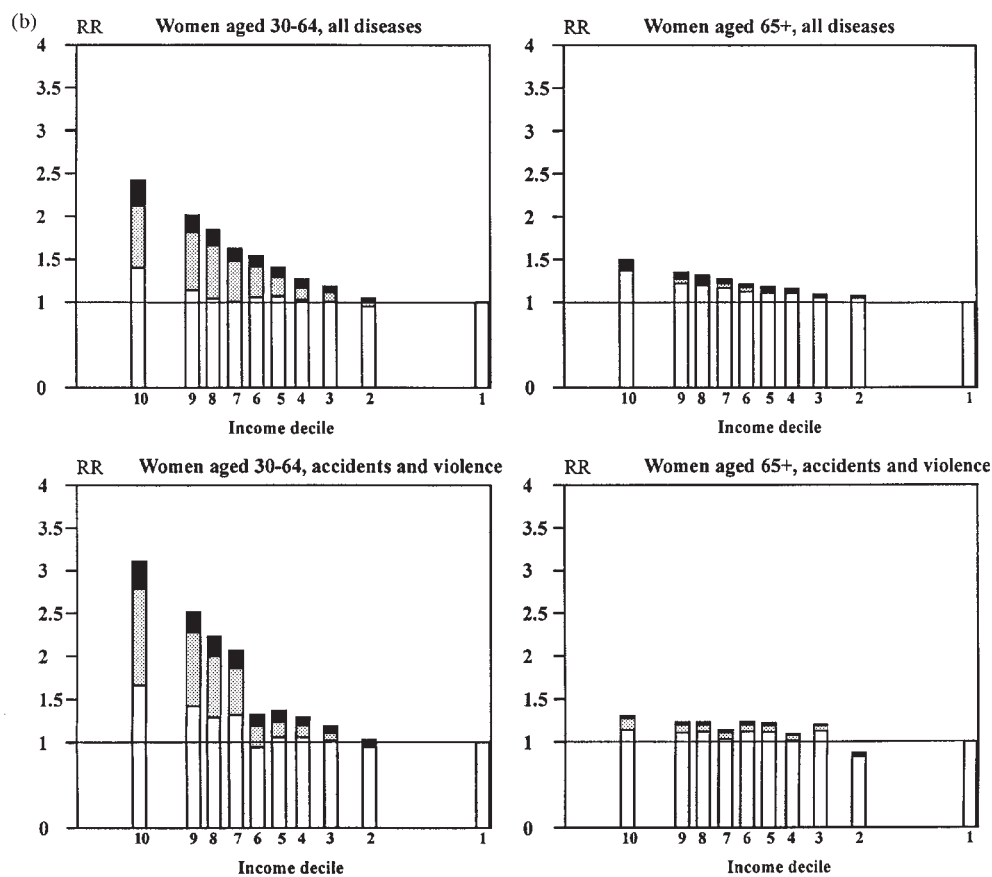 (b)
RR Women aged 30-64, all diseases
4
3.5
3
2.5
2
1.5
1
0
10 9 8 7 6 5 4 3 2 1
Income decile
RR Women aged 65+, all diseases
4
3.5
3
2.5
2
1.5
1
0
10 9 8 7 6 5 4 3 2 1
Income decile
RR Women aged 30-64, accidents and violence
4
3.5
3
2.5
2
1.5
1
0
10 9 8 7 6 5 4 3 2 1
Income decile
RR Women aged 65+, accidents and violence
4
3.5
3
2.5
2
1.5
1
0
10 9 8 7 6 5 4 3 2 1
Income decile